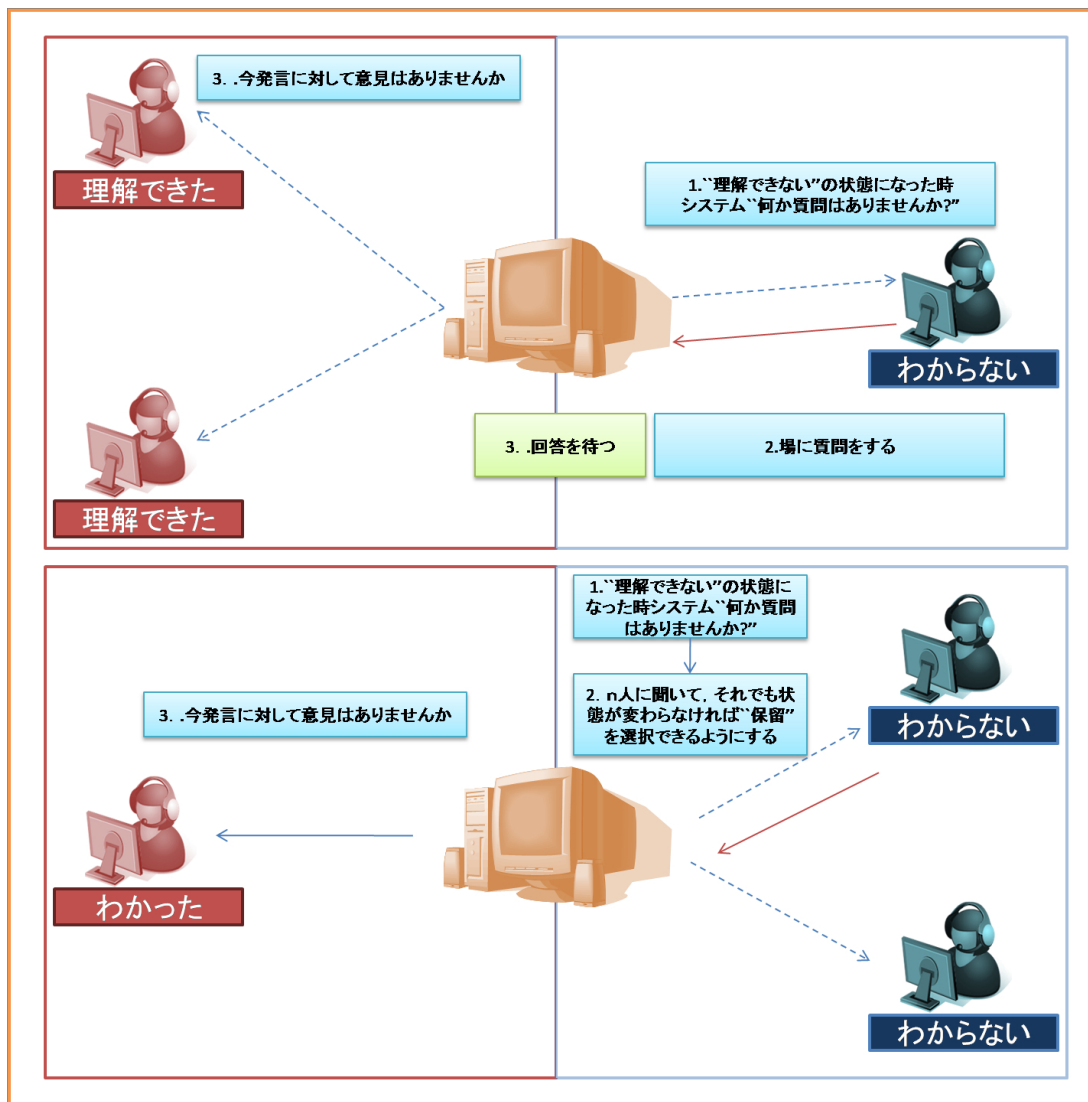 3．.今発言に対して意見はありませんか
理解できた
1.``理解できない”の状態になった時
システム``何か質問はありませんか?”
わからない
3．.回答を待つ
2.場に質問をする
理解できた
1.``理解できない”の状態に
なった時システム``何か質問
はありませんか?”
わからない
3．.今発言に対して意見はありませんか
2．n人に聞いて，それでも状
態が変わらなければ``保留”
を選択できるようにする
わかった
わからない